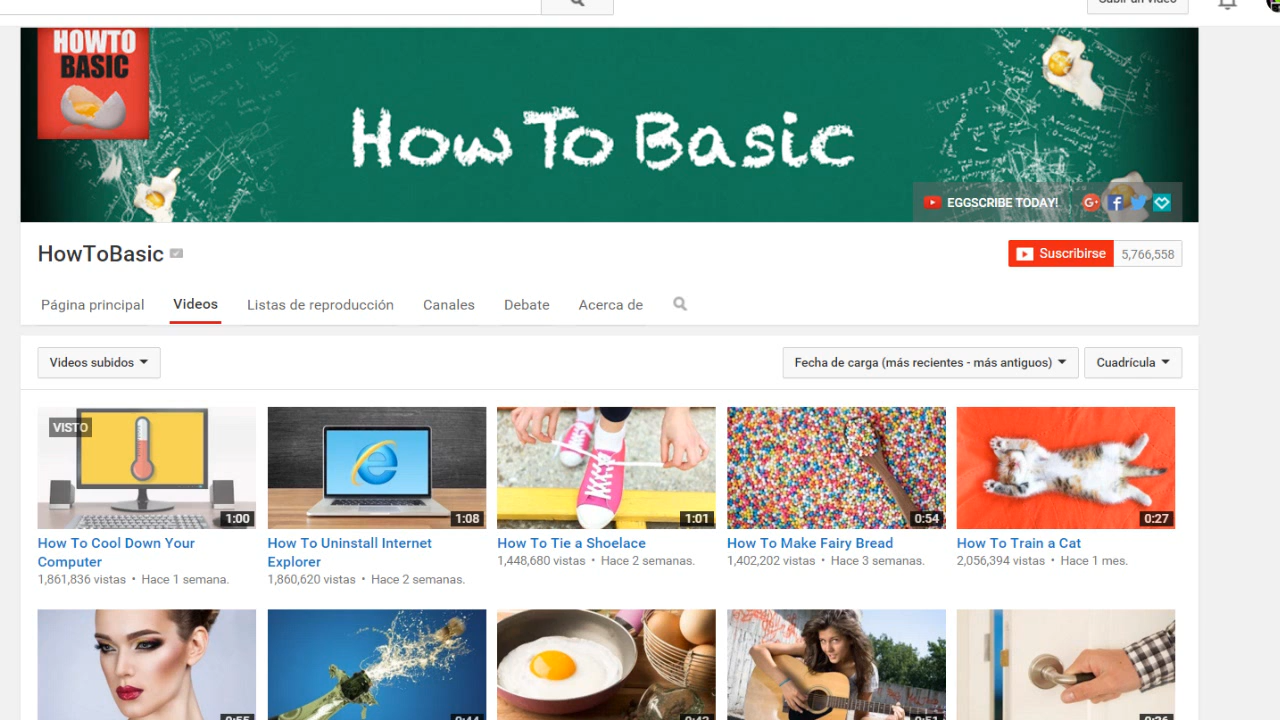 Subir un video
HOWTO
BASIC
How To Basic
EGGSCRIBE TODAY!
HowToBasic
Suscribirse 5,766,558
Página principal Videos Listas de reproducción Canales Debate Acerca de
Videos subidos Fecha de carga (más recientes - más antiguos) Cuadrícula
VISTO
1:00 1:08 1:01 0:54 0:27
How To Cool Down Your
Computer
1,861,836 vistas • Hace 1 semana.
How To Uninstall Internet
Explorer
1,860,620 vistas • Hace 2 semanas.
How To Tie a Shoelace
1,448,680 vistas • Hace 2 semanas.
How To Make Fairy Bread
1,402,202 vistas • Hace 3 semanas.
How To Train a Cat
2,056,394 vistas • Hace 1 mes.